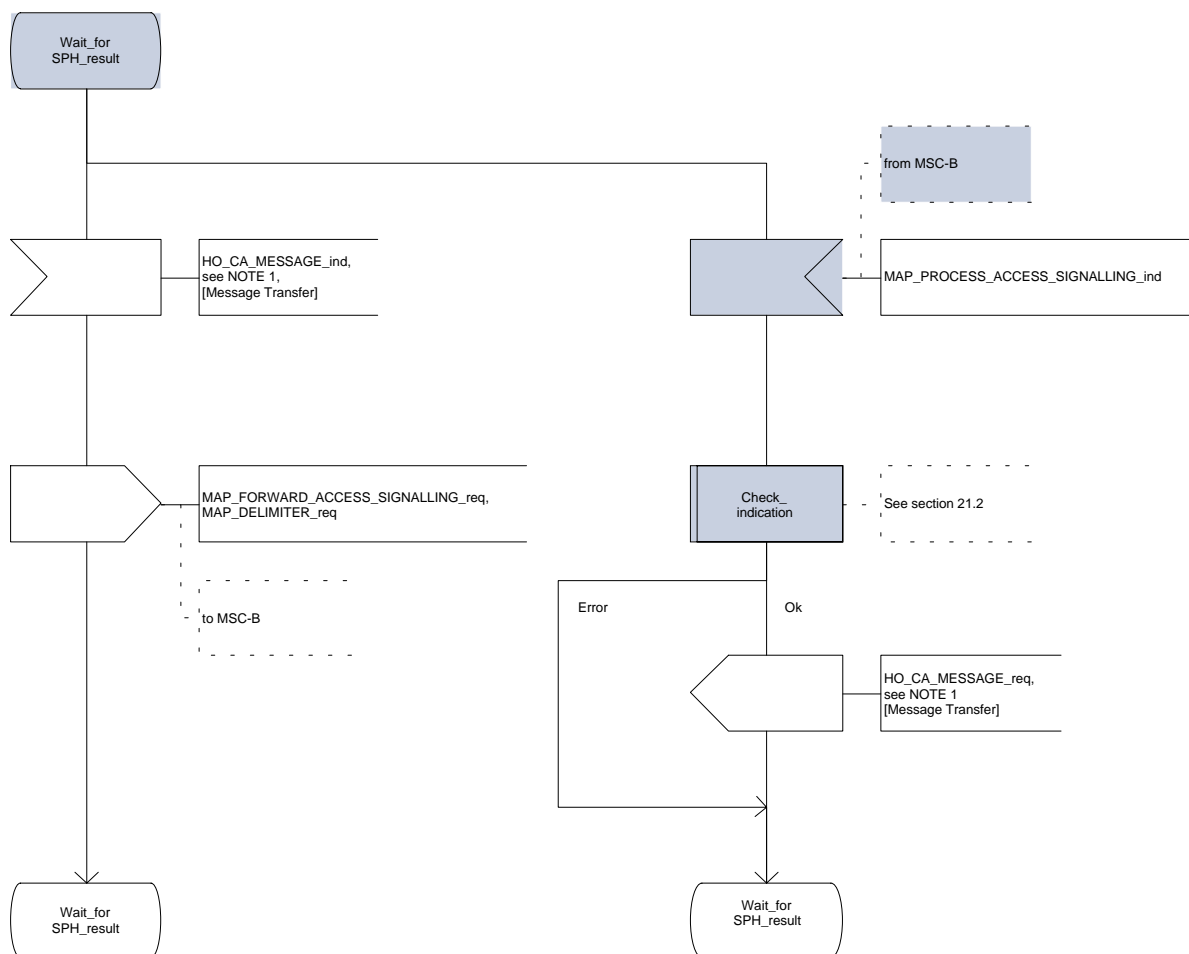 Wait_for
SPH_result
from MSC-B
HO_CA_MESSAGE_ind,
see NOTE 1,
[Message Transfer]
MAP_PROCESS_ACCESS_SIGNALLING_ind
MAP_FORWARD_ACCESS_SIGNALLING_req,
MAP_DELIMITER_req
Check_
indication
See section 21.2
to MSC-B
Error
Ok
HO_CA_MESSAGE_req,
see NOTE 1
[Message Transfer]
Wait_for
SPH_result
Wait_for
SPH_result